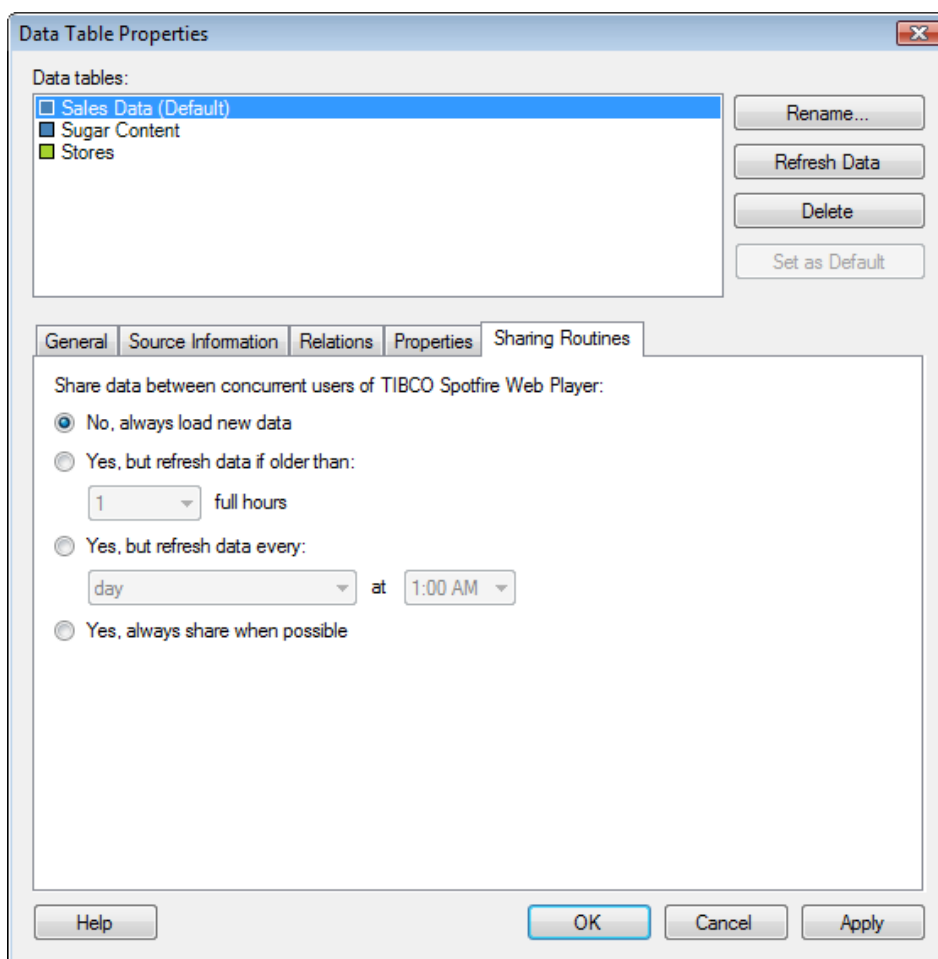 Data Table Properties
Data tables:
Sales Data (Default)
Sugar Content
Stores
Rename...
Refresh Data
Delete
Set as Default
General Source Information Relations Properties Sharing Routines
Share data between concurrent users of TIBCO Spotfire Web Player:
No, always load new data
Yes, but refresh data if older than:
1 full hours
Yes, but refresh data every:
day at 1:00 AM
Yes, always share when possible
Help OK Cancel Apply